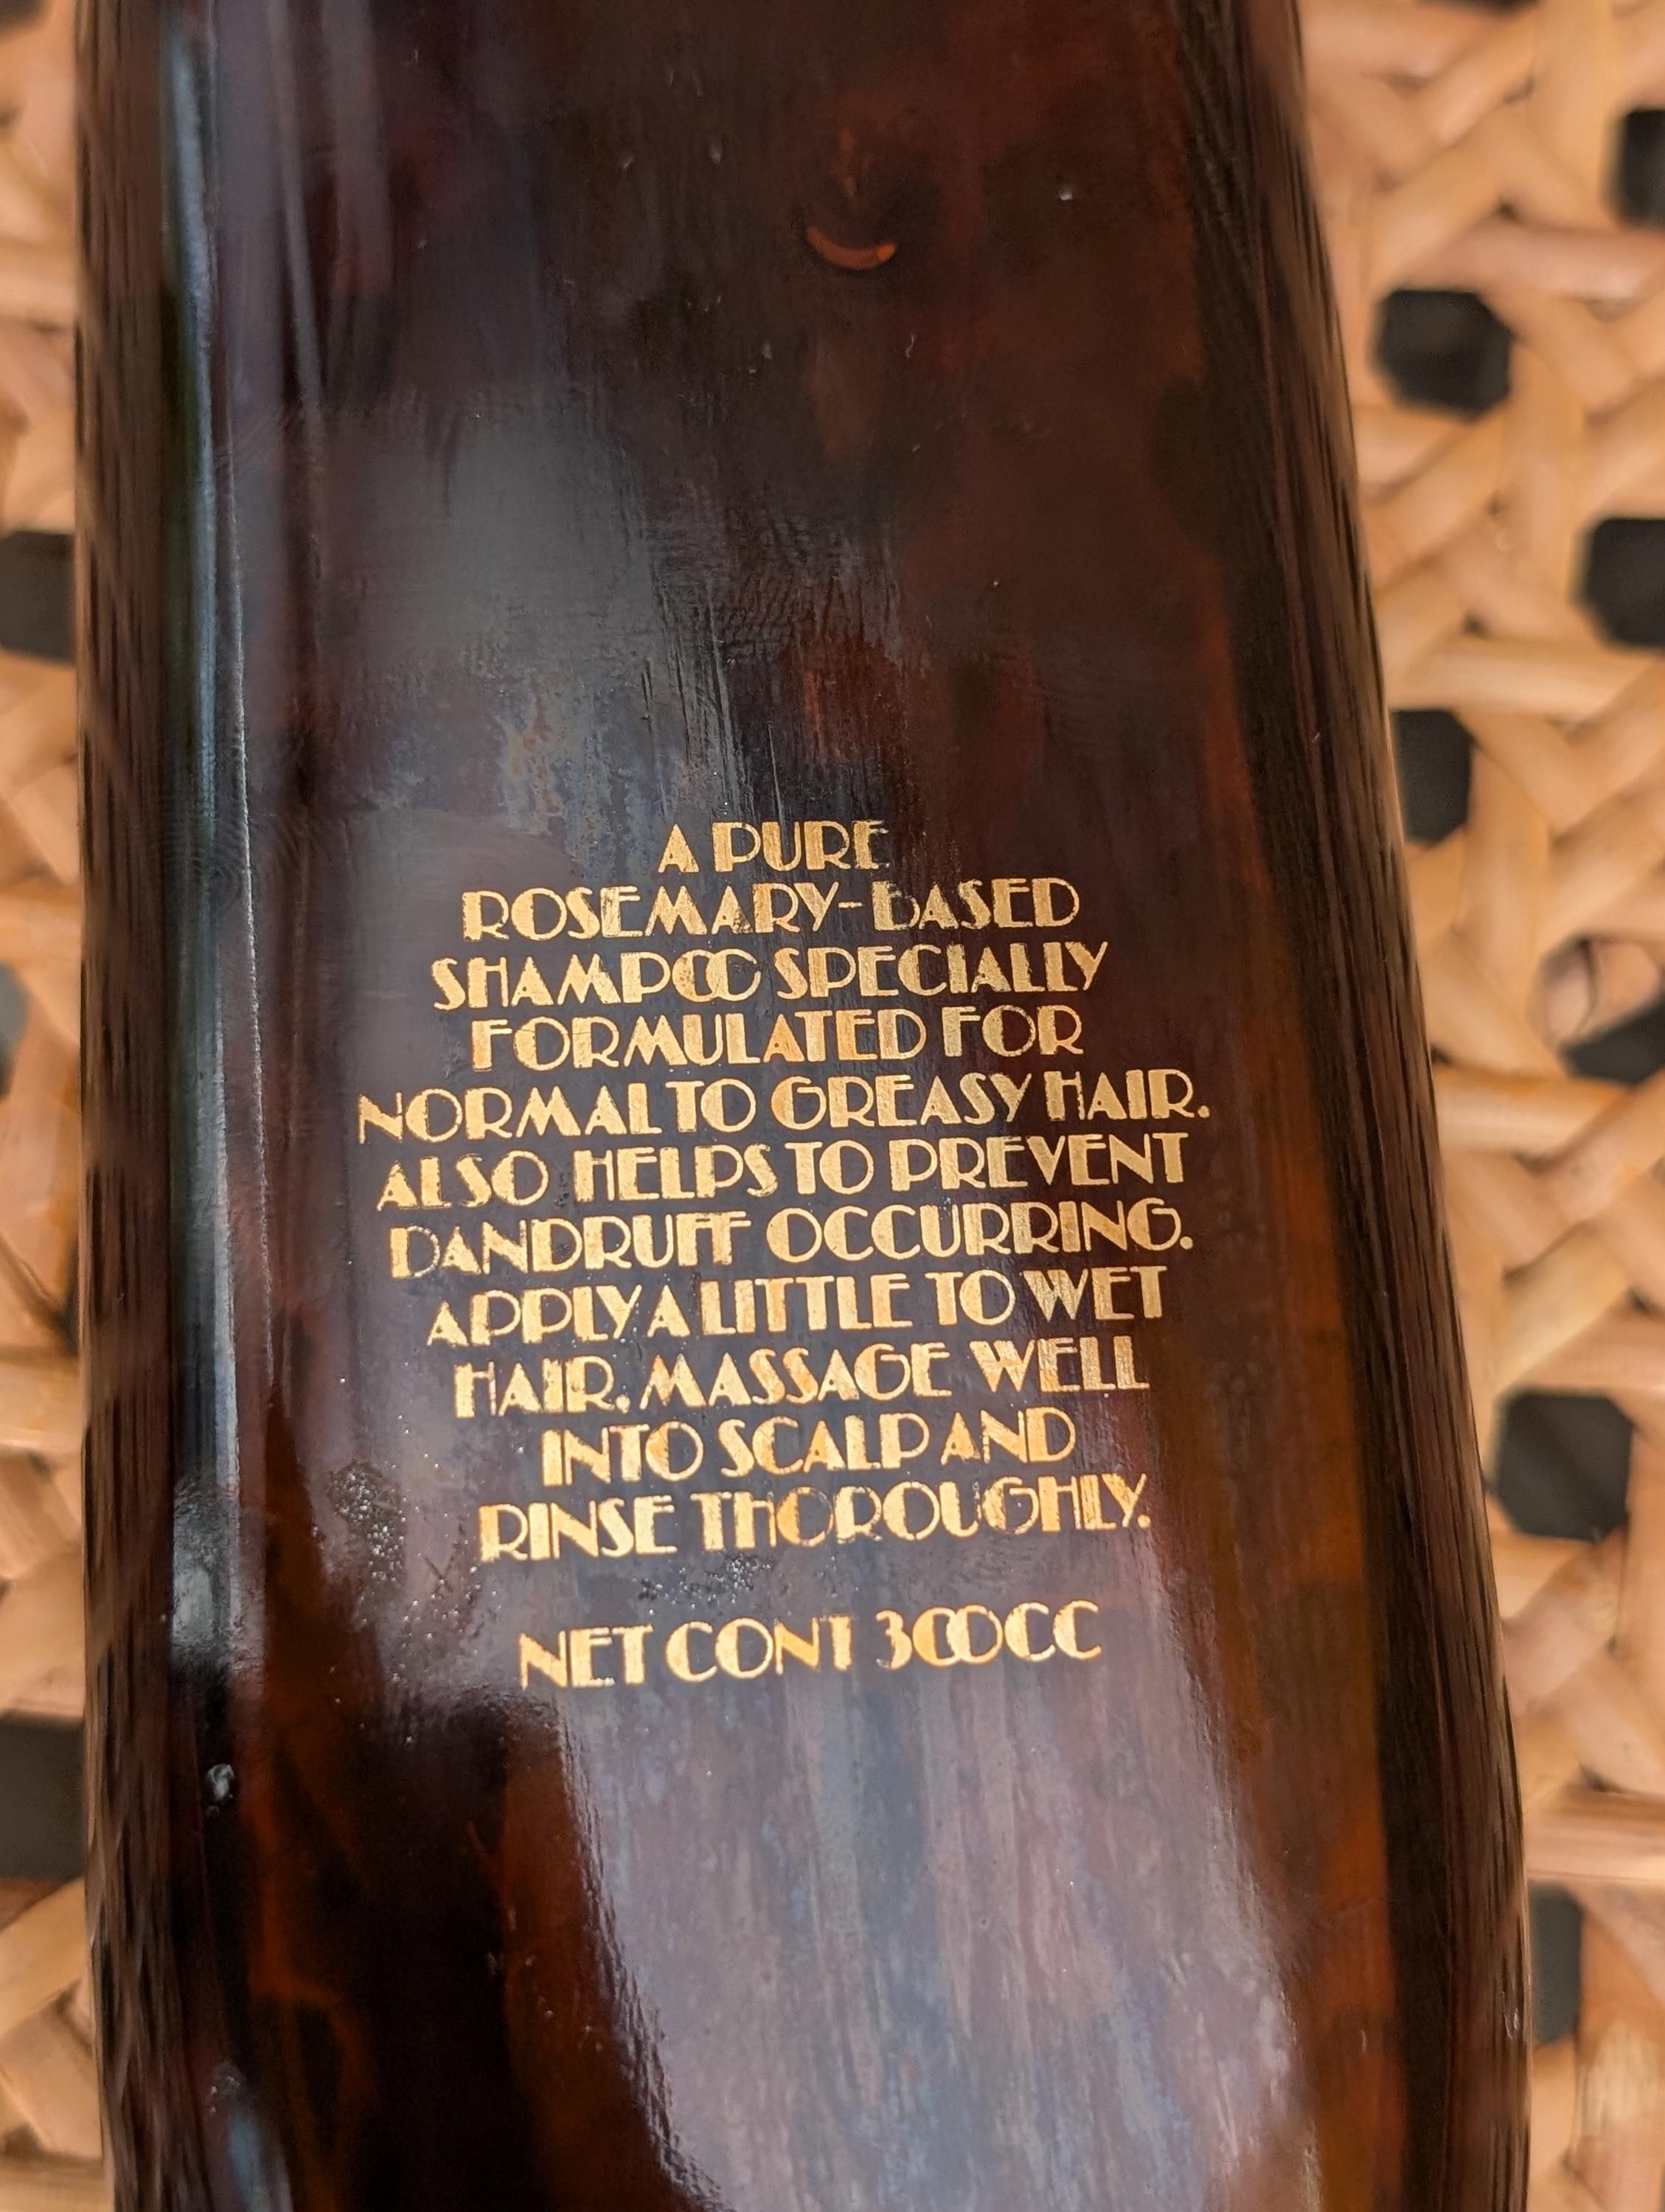 A PURE
ROSEMARY-BASED
SHAMPOO SPECIALLY
FORMULATED FOR
NORMAL TO GREASY HAIR.
ALSO HELPS TO PREVENT
DANDRUFF OCCURRING.
APPLY A LITTLE TO WET
HAIR. MASSAGE WELL
INTO SCALP AND
RINSE THOROUGHLY.
NET CONT 300CC